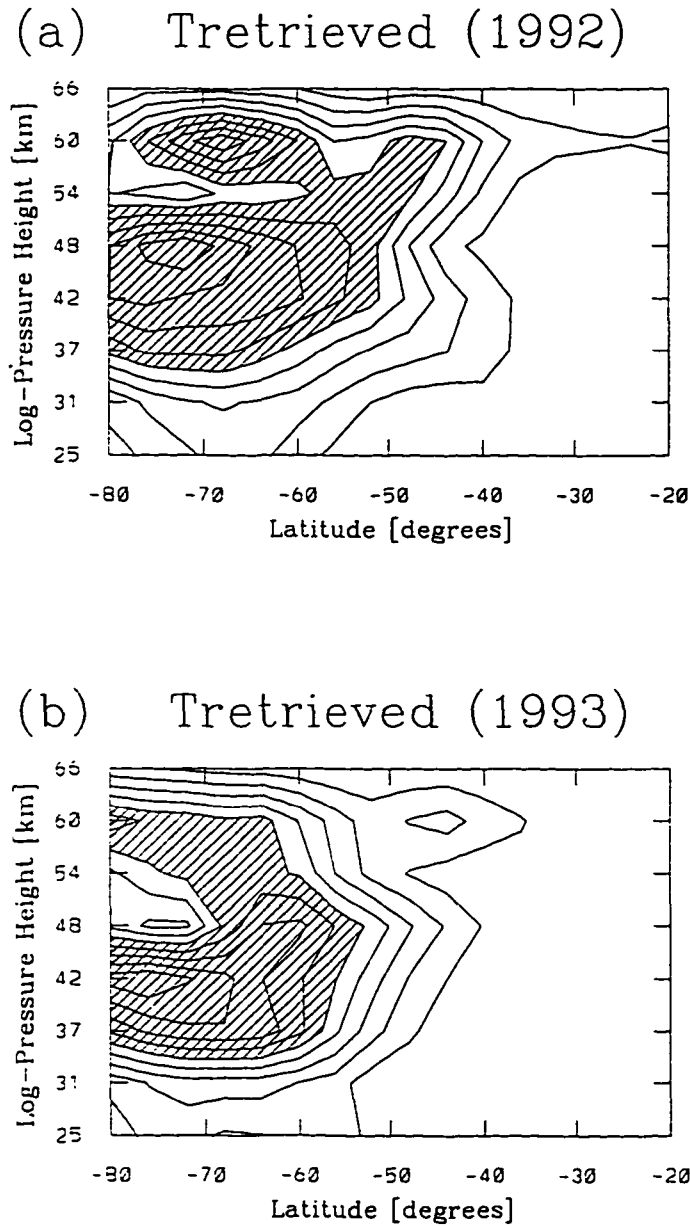 (a) Tretrieved (1992)
Log-Pressure Height [km]
66
60
54
48
42
37
31
25
-80 -70 -60 -50 -40 -30 -20
Latitude [degrees]
(b) Tretrieved (1993)
Log-Pressure Height [km]
66
60
54
48
42
37
31
25
-80 -70 -60 -50 -40 -30 -20
Latitude [degrees]